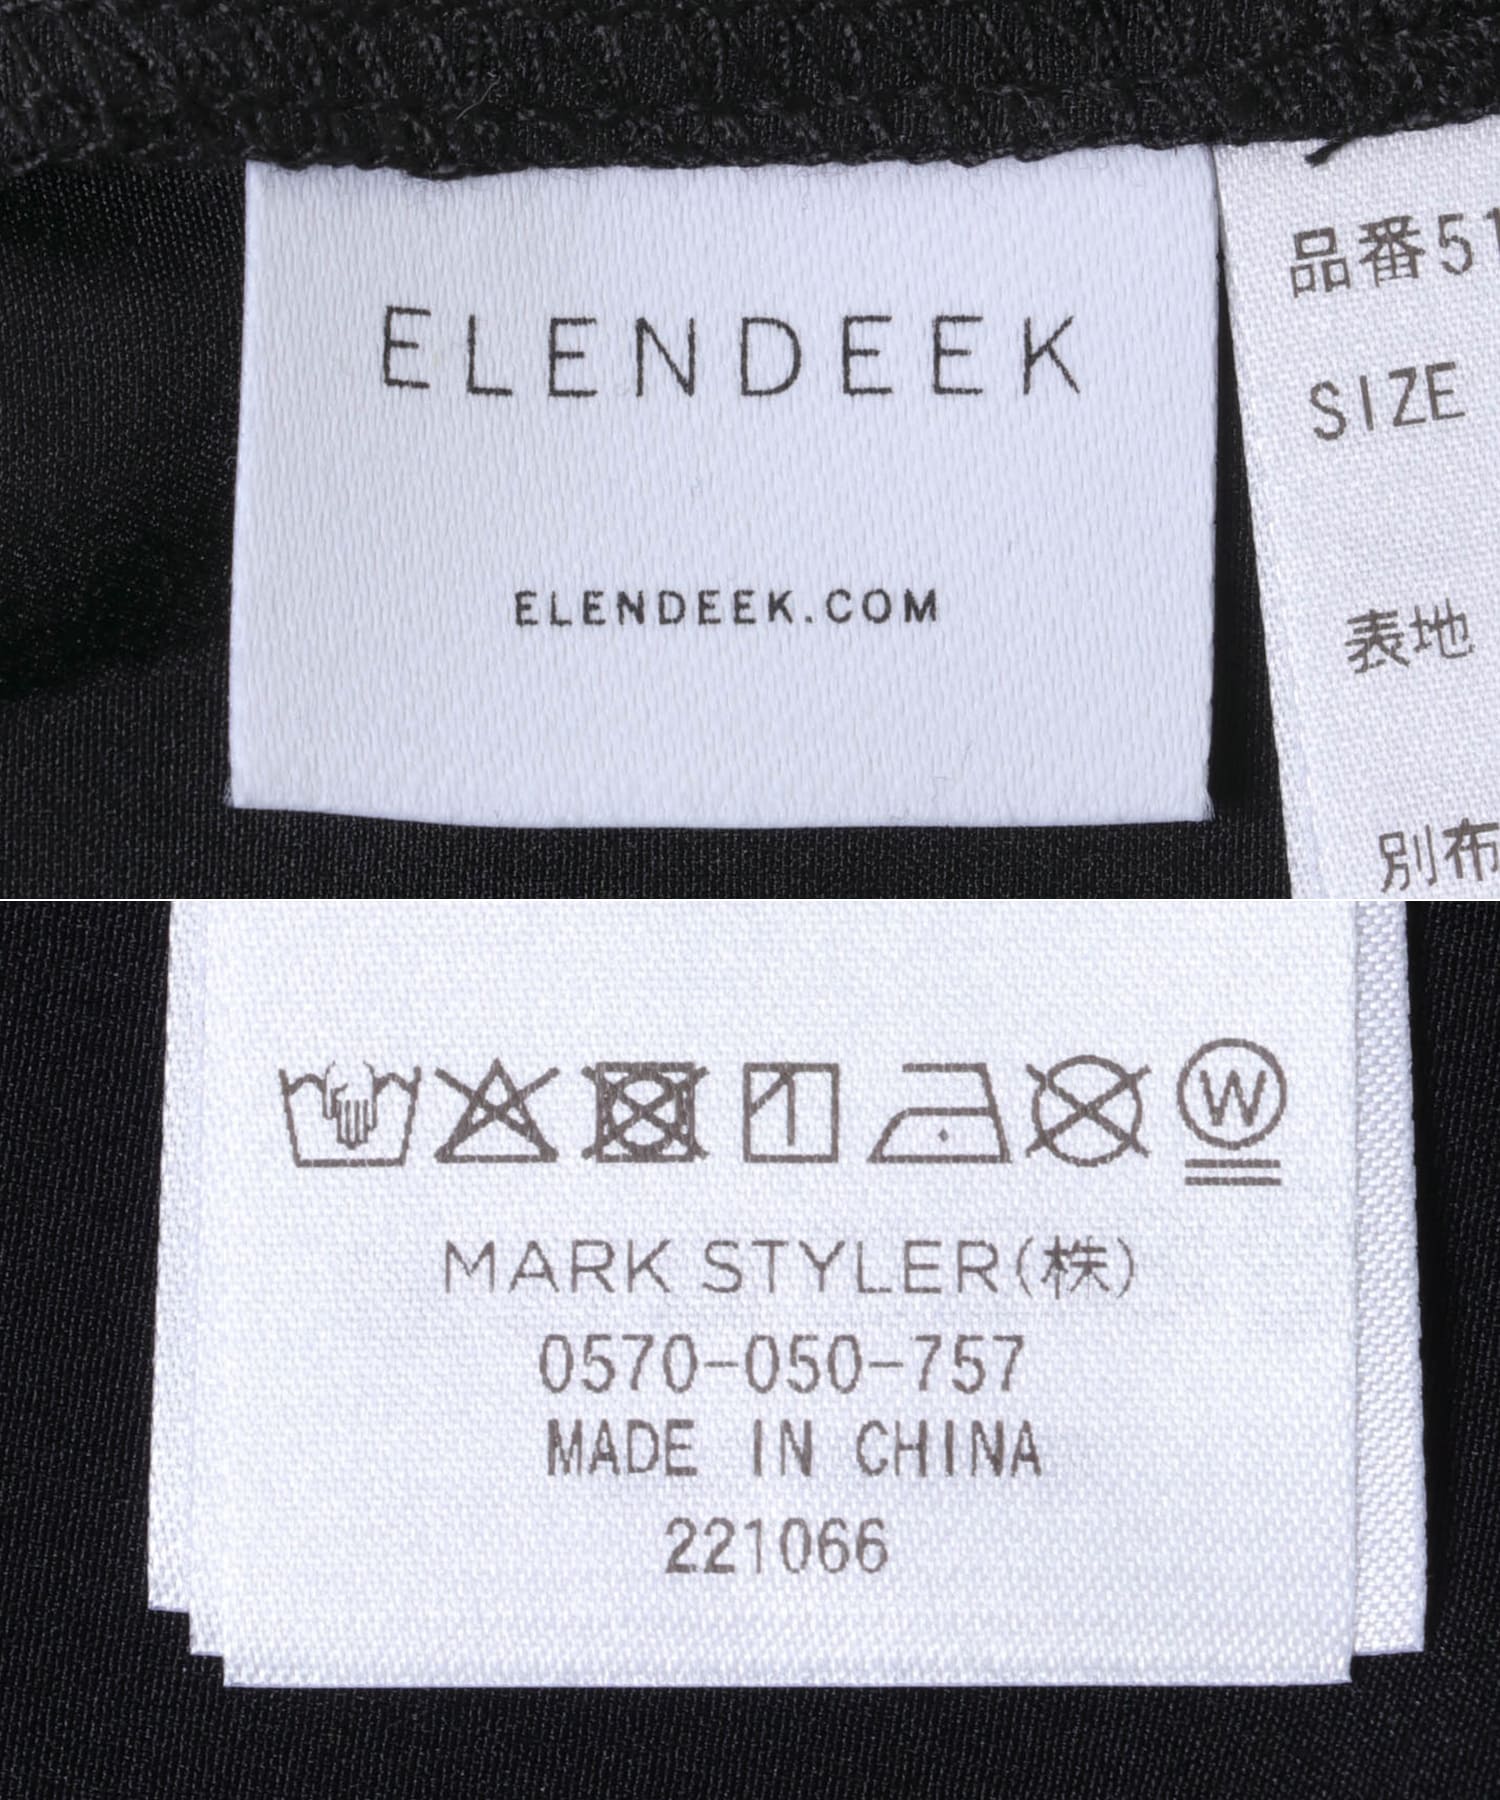 ELENDEEK
ELENDEEK.COM
品番51
SIZE
表地
別布
MARK STYLER(株)
0570-050-757
MADE IN CHINA
221066